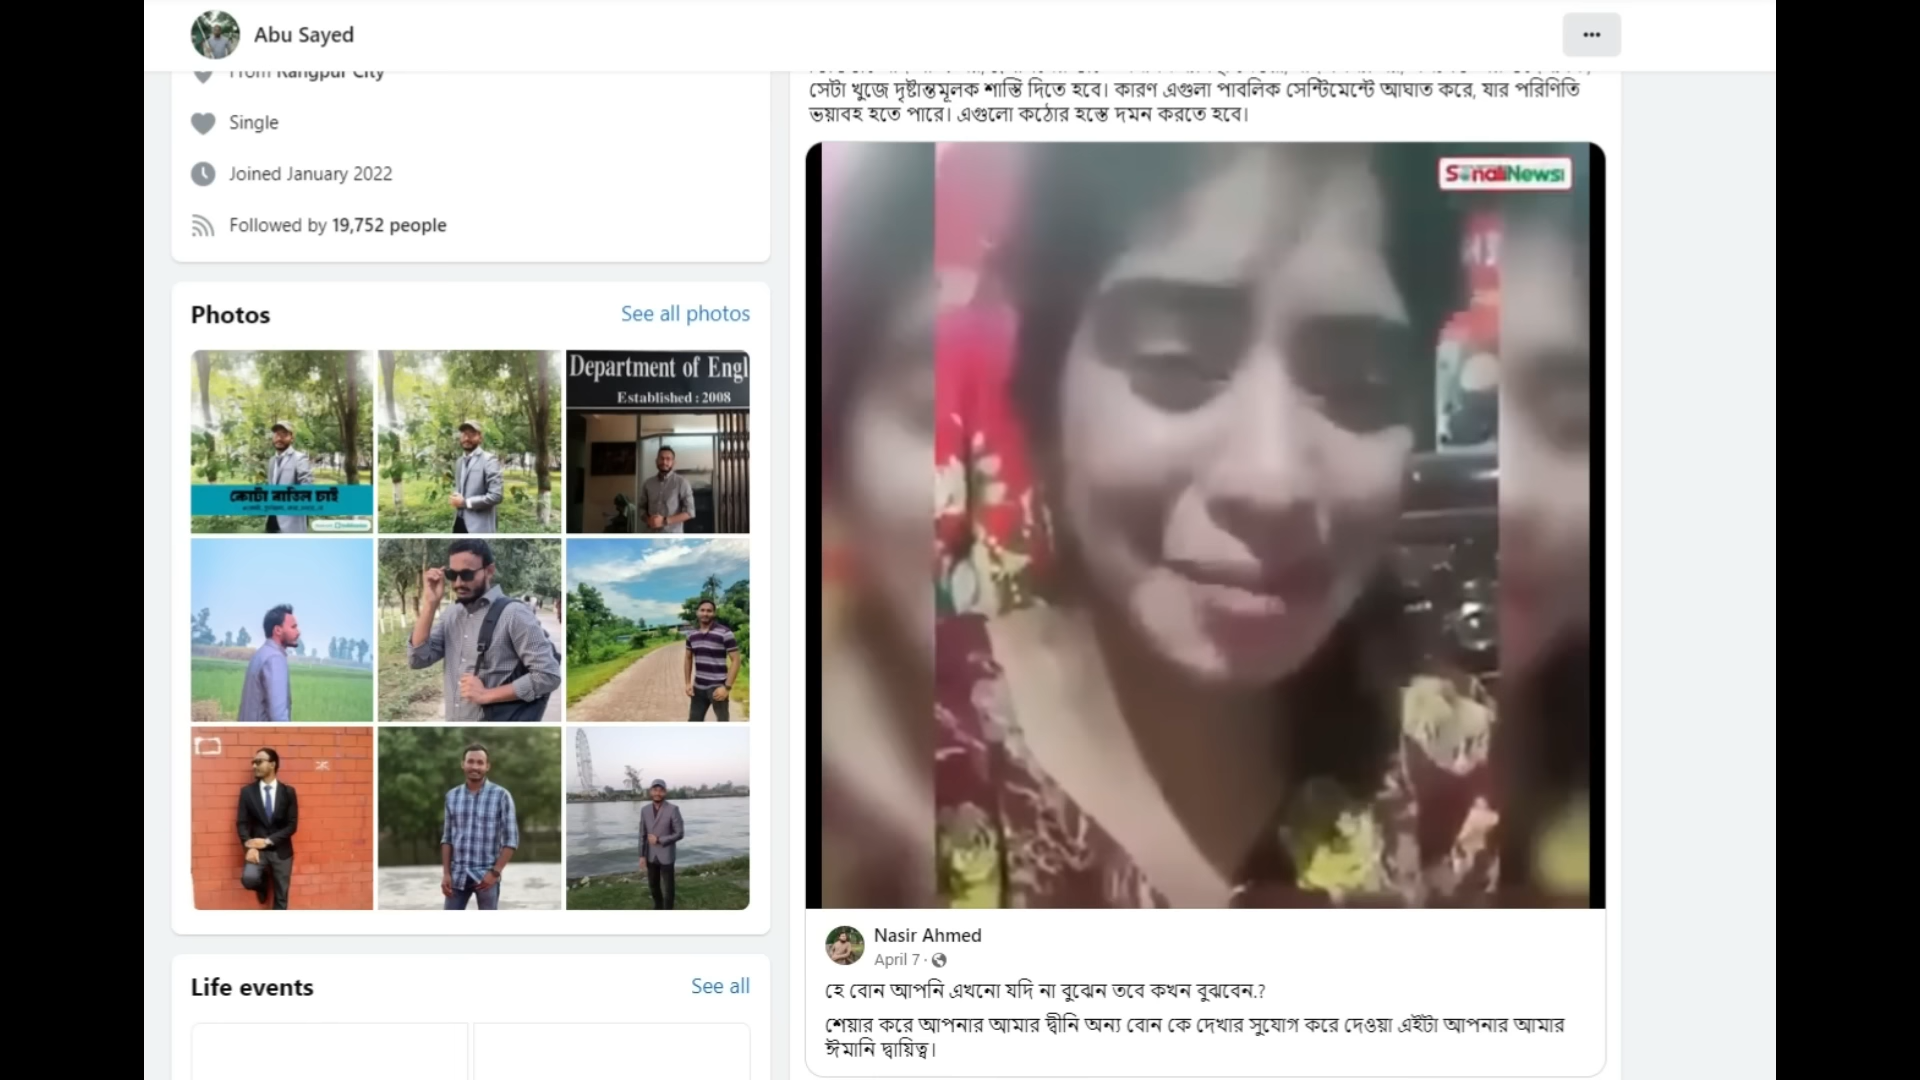 Abu Sayed
From Rangpur City
সেটা খুজে দৃষ্টান্তমূলক শাস্তি দিতে হবে। কারণ এগুলা পাবলিক সেন্টিমেন্টে আঘাত করে, যার পরিণিতি
ভয়াবহ হতে পারে। এগুলো কঠোর হস্তে দমন করতে হবে।
Single
Joined January 2022
Followed by 19,752 people
Photos
See all photos
Department of Engl
Established : 2008
কোটা বাতিল চাই
Life events
See all
SonaliNews
Nasir Ahmed
April 7 ·
হে বোন আপনি এখনো যদি না বুঝেন তবে কখন বুঝবেন.?
শেয়ার করে আপনার আমার দ্বীনি অন্য বোন কে দেখার সুযোগ করে দেওয়া এইটা আপনার আমার
ঈমানি দ্বায়িত্ব।